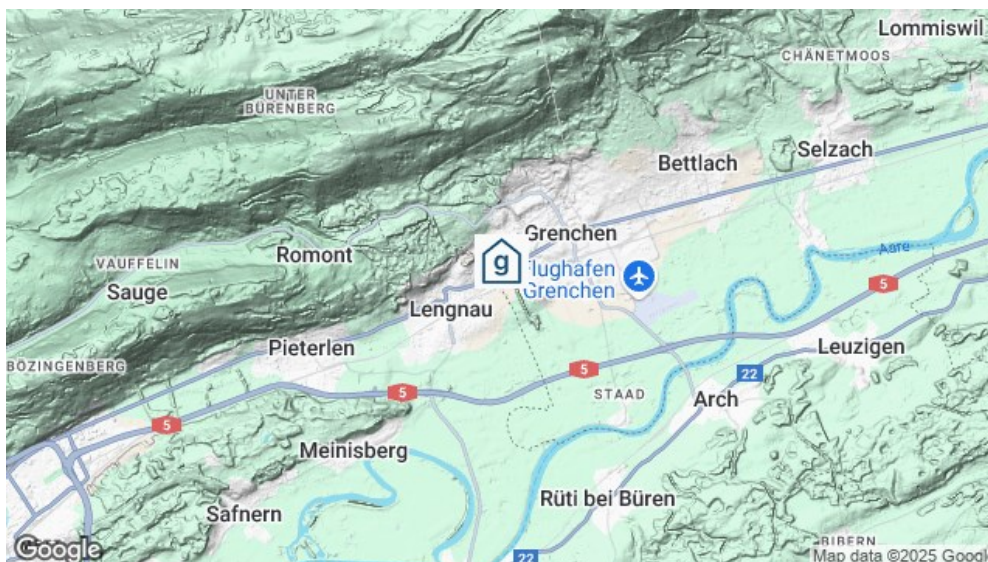 Lommiswil
CHÄNETMOOS
UNTER
BÜRENBERG
Selzach
Bettlach
Grenchen
Romont
g
Flughafen
Grenchen
Aare
VAUFFELIN
Sauge
5
Lengnau
Pieterlen
Leuzigen
BÖZINGENBERG
5
22
5
STAAD
Arch
5
Meinisberg
Rüti bei Büren
Safnern
BIBERN
Google
22
Map data ©2025 Google